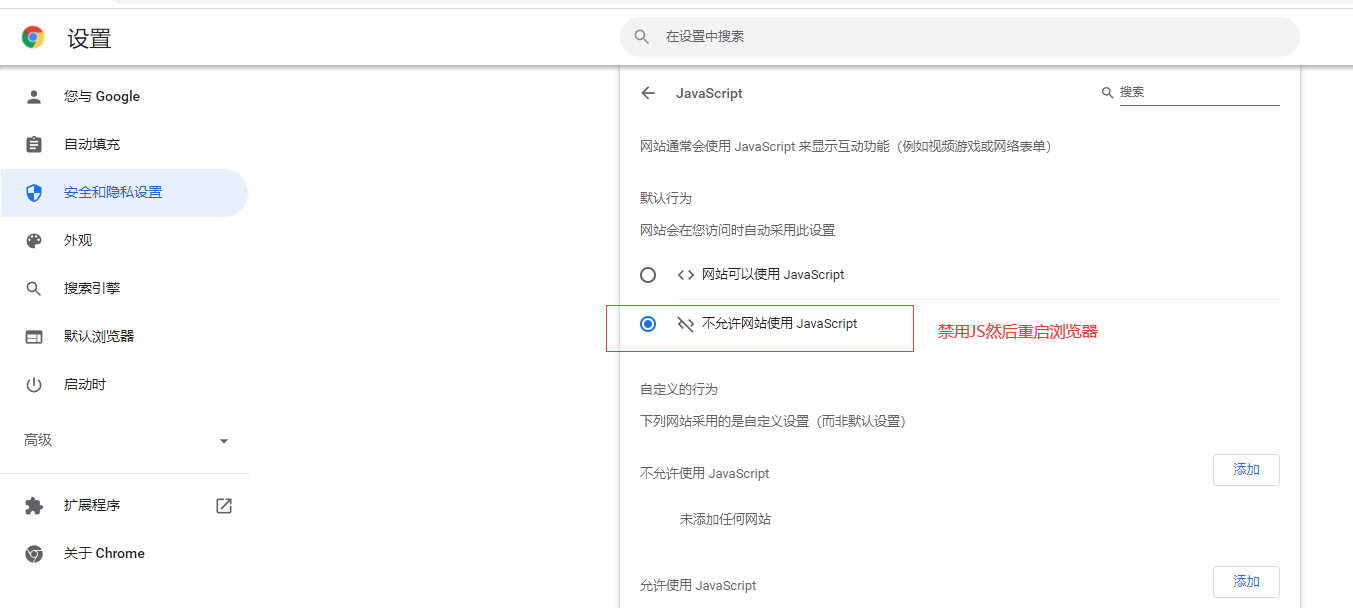 设置
在设置中搜索
您与 Google
自动填充
安全和隐私设置
外观
搜索引擎
默认浏览器
启动时
高级
扩展程序
关于 Chrome
JavaScript
搜索
网站通常会使用 JavaScript 来显示互动功能（例如视频游戏或网络表单）
默认行为
网站会在您访问时自动采用此设置
网站可以使用 JavaScript
不允许网站使用 JavaScript
禁用JS然后重启浏览器
自定义的行为
下列网站采用的是自定义设置（而非默认设置）
不允许使用 JavaScript
添加
未添加任何网站
允许使用 JavaScript
添加